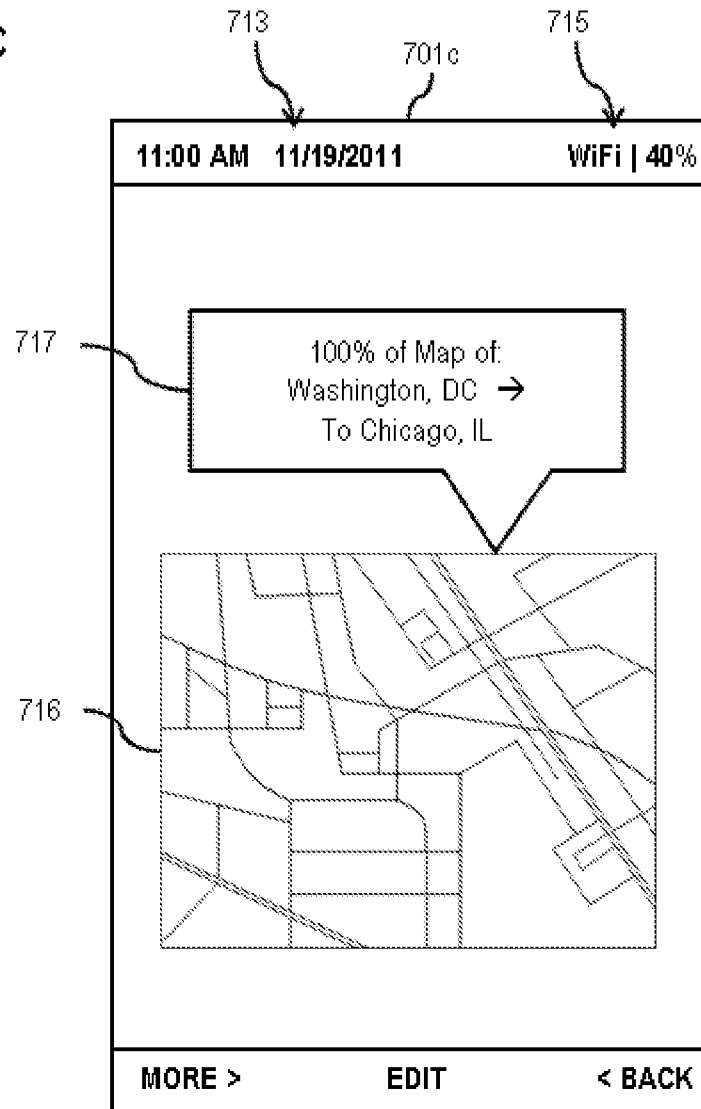 C
713
715
701c
11:00 AM 11/19/2011 WiFi | 40%
717
100% of Map of:
Washington, DC →
To Chicago, IL
716
MORE > EDIT < BACK